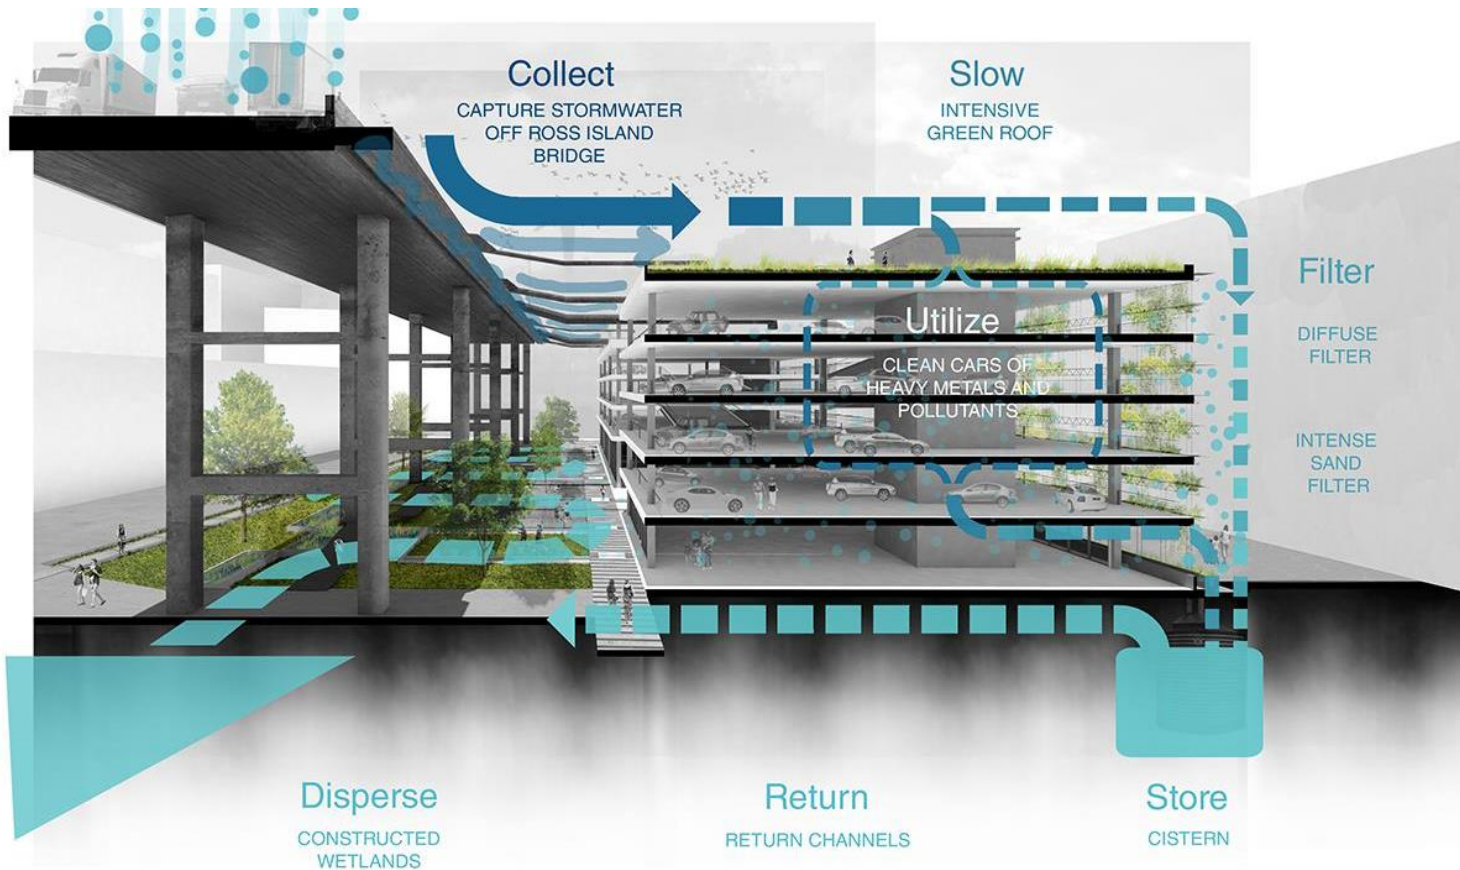 Collect
CAPTURE STORMWATER
OFF ROSS ISLAND
BRIDGE
Slow
INTENSIVE
GREEN ROOF
Filter
DIFFUSE
FILTER
INTENSE
SAND
FILTER
Utilize
CLEAN CARS OF
HEAVY METALS AND
POLLUTANTS
Disperse
CONSTRUCTED
WETLANDS
Return
RETURN CHANNELS
Store
CISTERN